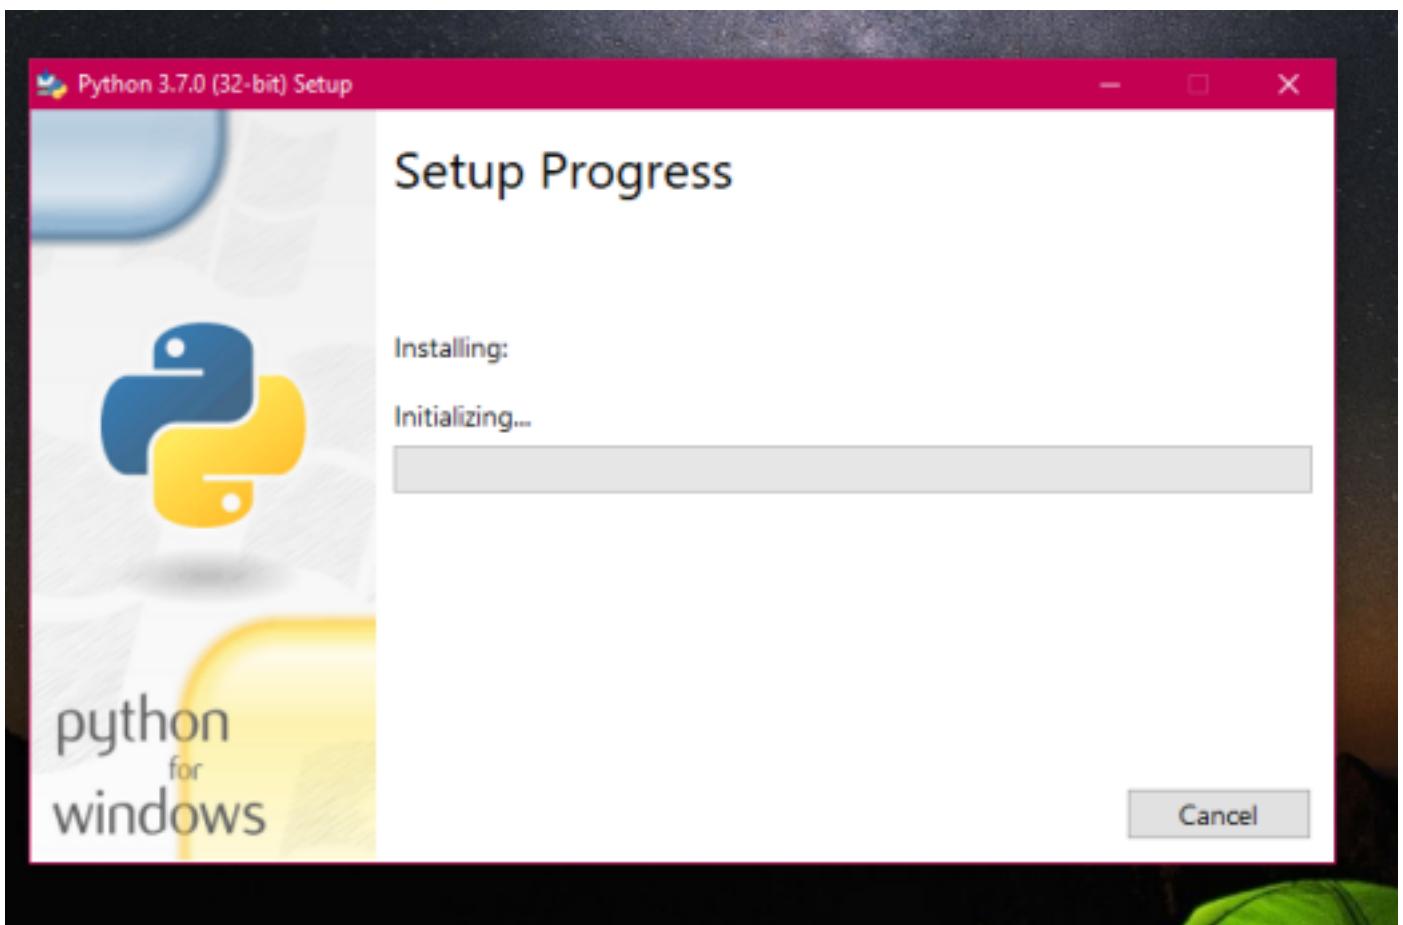 Python 3.7.0 (32-bit) Setup
Setup Progress
Installing:
Initializing...
python
for
windows
Cancel